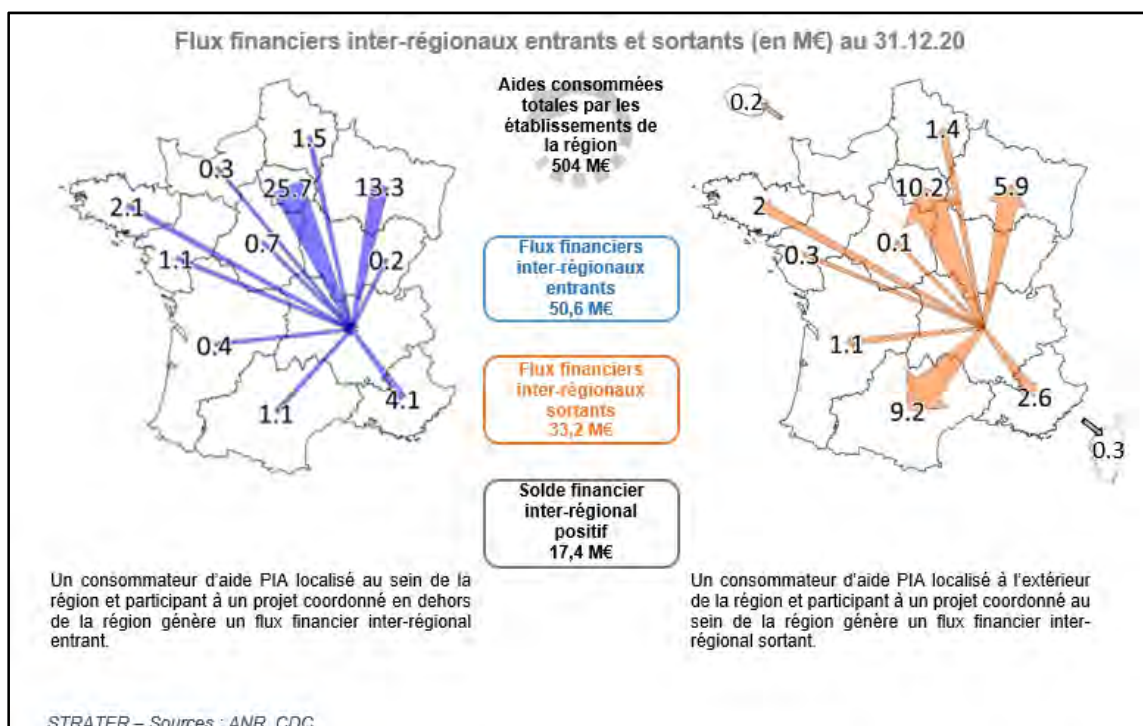 Flux financiers inter-régionaux entrants et sortants (en M€) au 31.12.20
Aides consommées
totales par les
établissements de
la région
504 M€
1.5
0.3
25.7
13.3
2.1
0.7
1.1
0.2
0.4
1.1
4.1
Flux financiers
inter-régionaux
entrants
50,6 M€
Flux financiers
inter-régionaux
sortants
33,2 M€
Solde financier
inter-régional
positif
17,4 M€
0.2
1.4
10.2
5.9
2
0.1
0.3
1.1
9.2
2.6
0.3
Un consommateur d'aide PIA localisé au sein de la
région et participant à un projet coordonné en dehors
de la région génère un flux financier inter-régional
entrant.
Un consommateur d'aide PIA localisé à l'extérieur
de la région et participant à un projet coordonné au
sein de la région génère un flux financier inter-
régional sortant.
STRATER – Sources : ANR, CDC